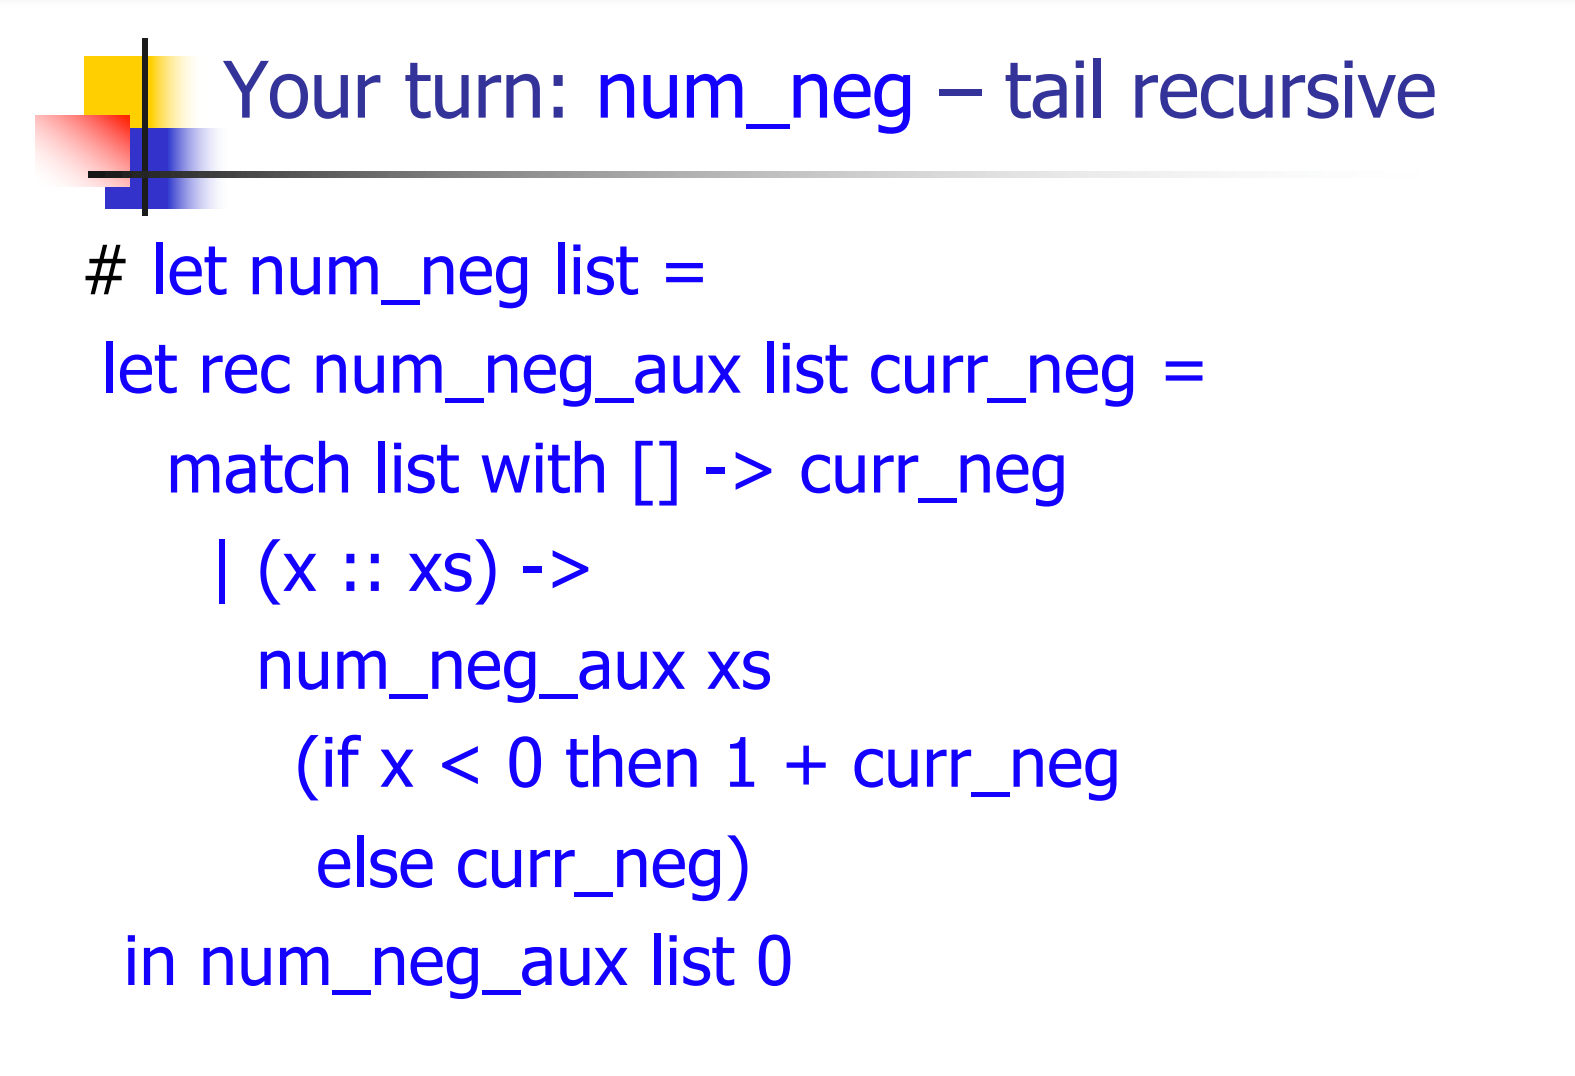 Your turn: num_neg – tail recursive
# let num_neg list =
let rec num_neg_aux list curr_neg =
match list with [] -> curr_neg
| (x :: xs) ->
num_neg_aux xs
(if x < 0 then 1 + curr_neg
else curr_neg)
in num_neg_aux list 0